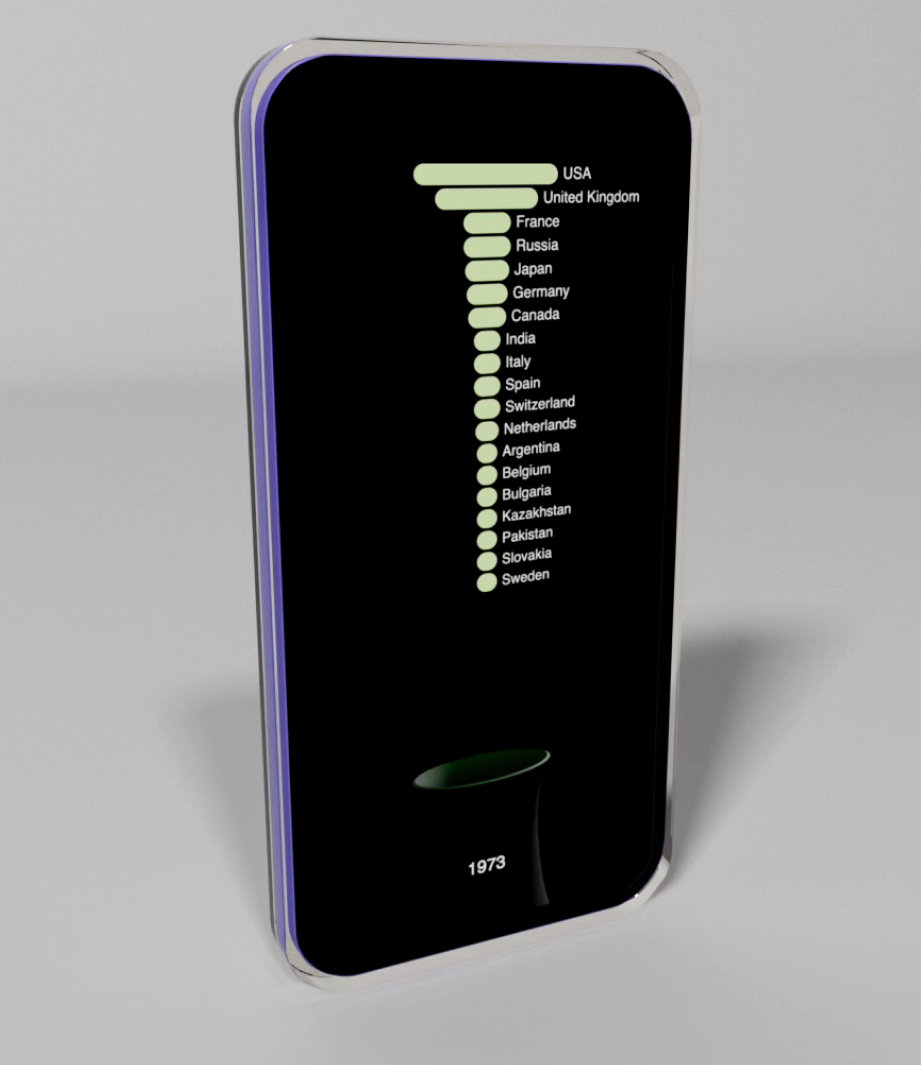 USA
United Kingdom
France
Russia
Japan
Germany
Canada
India
Italy
Spain
Switzerland
Netherlands
Argentina
Belgium
Bulgaria
Kazakhstan
Pakistan
Slovakia
Sweden
1973